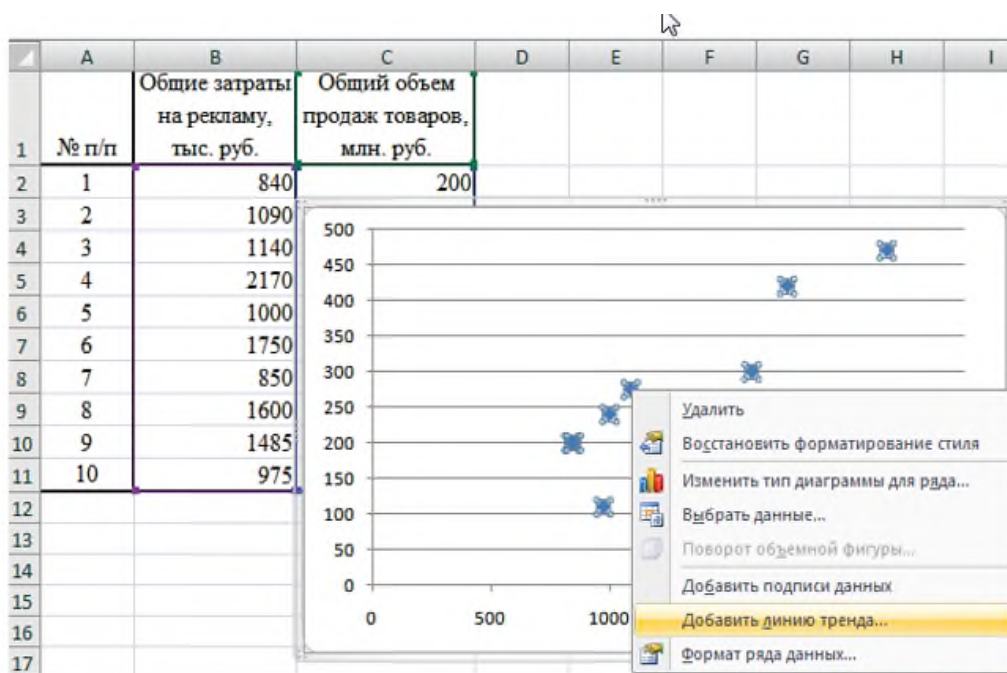 A B C D E F G H I
Общие затраты Общий объем
на рекламу, продаж товаров,
1 № п/п тыс. руб. млн. руб.
2 1 840 200
3 2 1090
4 3 1140
5 4 2170
6 5 1000
7 6 1750
8 7 850
9 8 1600
10 9 1485
11 10 975
12
13
14
15
16
17
500
450
400
350
300
250
200
150
100
50
0
0 500 1000
Удалить
Восстановить форматирование стиля
Изменить тип диаграммы для ряда...
Выбрать данные...
Поворот объемной фигуры...
Добавить подписи данных
Добавить линию тренда...
Формат ряда данных...